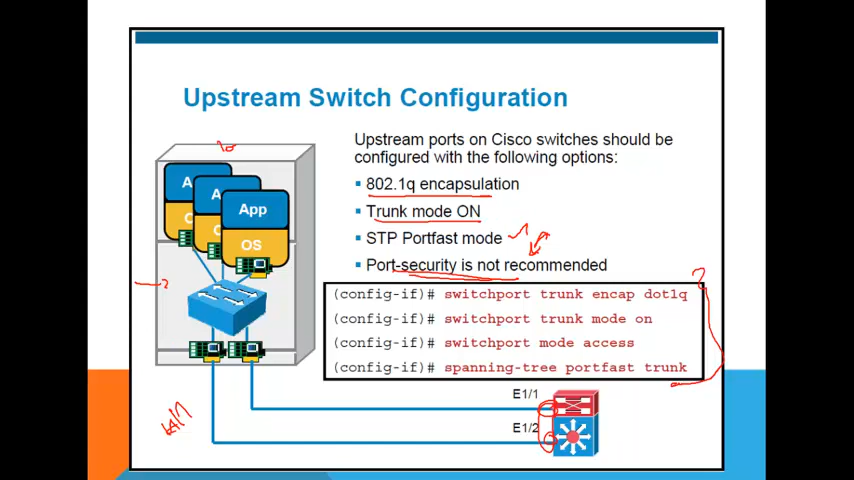 Upstream Switch Configuration
Upstream ports on Cisco switches should be
configured with the following options:
802.1q encapsulation
Trunk mode ON
STP Portfast mode
Port-security is not recommended
(config-if)# switchport trunk encap dot1q
(config-if)# switchport trunk mode on
(config-if)# switchport mode access
(config-if)# spanning-tree portfast trunk
A
A
App
O
O
OS
E1/1
E1/2